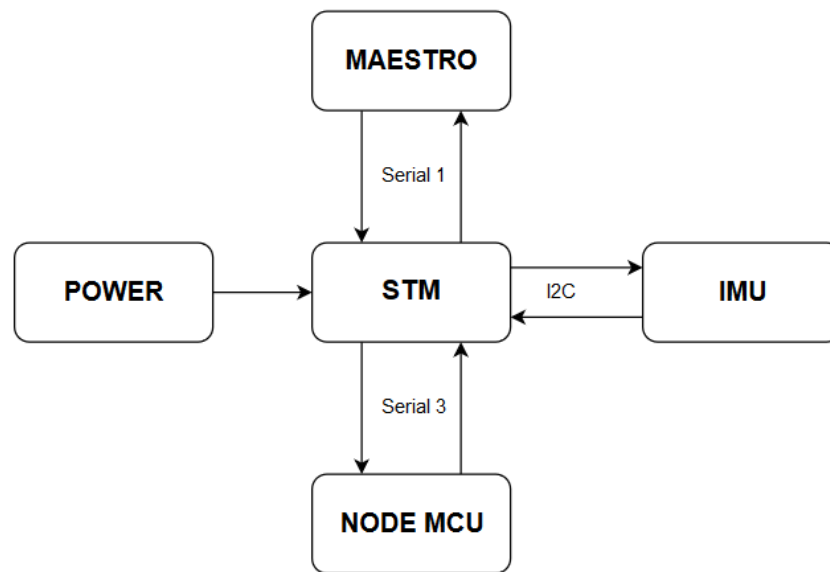 MAESTRO
Serial 1
POWER
STM
I2C
IMU
Serial 3
NODE MCU